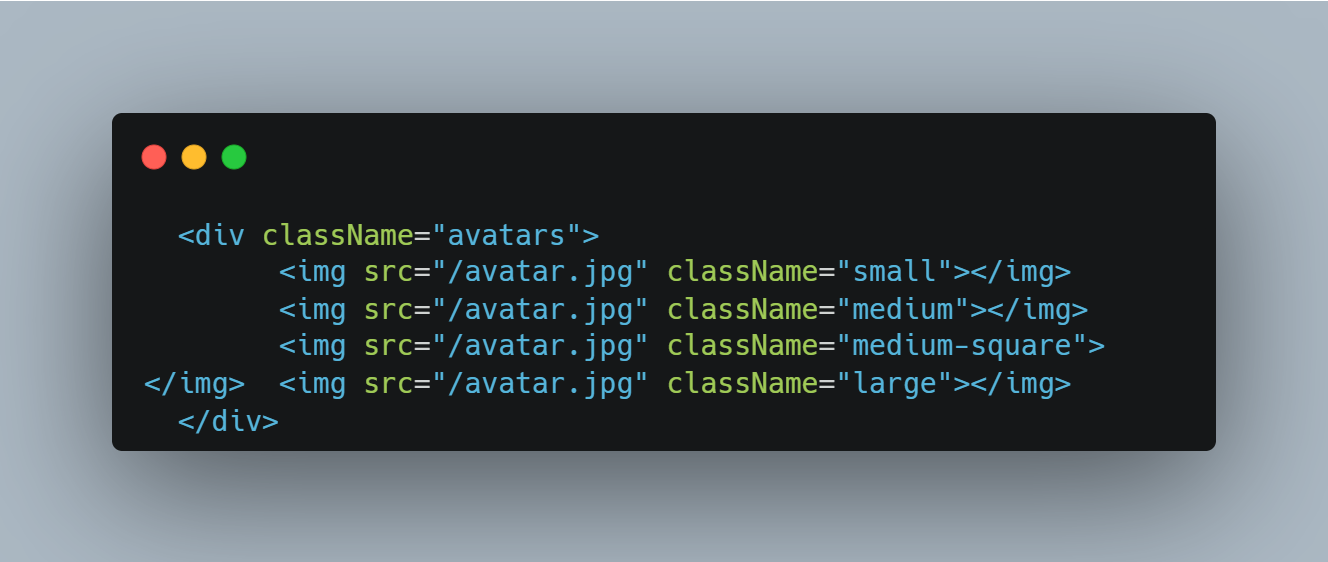 <div className="avatars">
<img src="/avatar.jpg" className="small"></img>
<img src="/avatar.jpg" className="medium"></img>
<img src="/avatar.jpg" className="medium-square">
</img>  <img src="/avatar.jpg" className="large"></img>
</div>